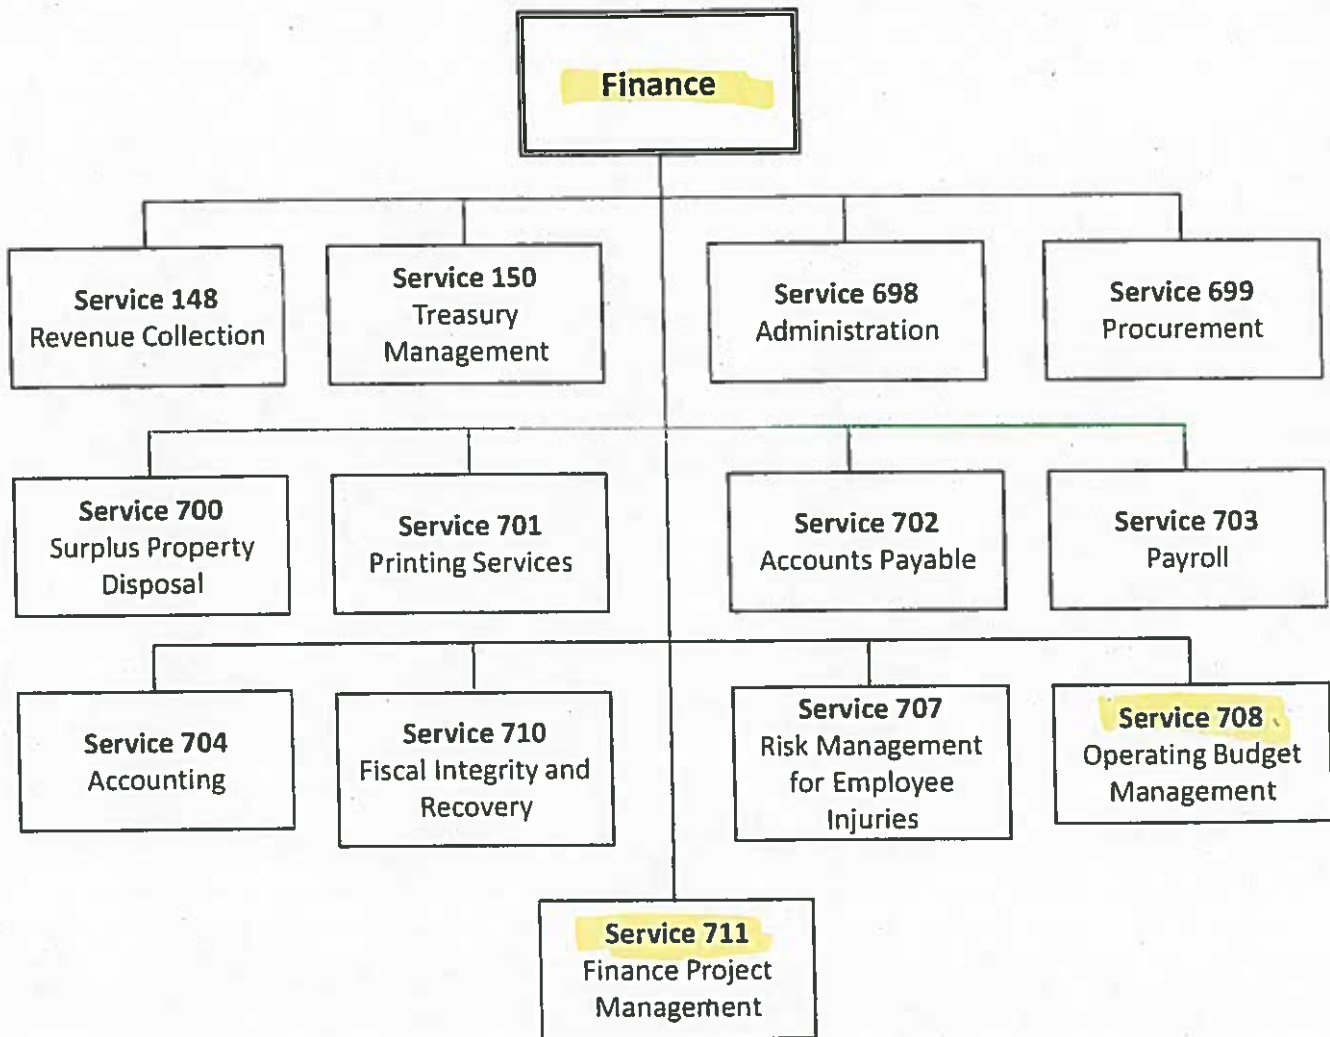 Finance
Service 148
Revenue Collection
Service 150
Treasury
Management
Service 698
Administration
Service 699
Procurement
Service 700
Surplus Property
Disposal
Service 701
Printing Services
Service 702
Accounts Payable
Service 703
Payroll
Service 704
Accounting
Service 710
Fiscal Integrity and
Recovery
Service 707
Risk Management
for Employee
Injuries
Service 708
Operating Budget
Management
Service 711
Finance Project
Management